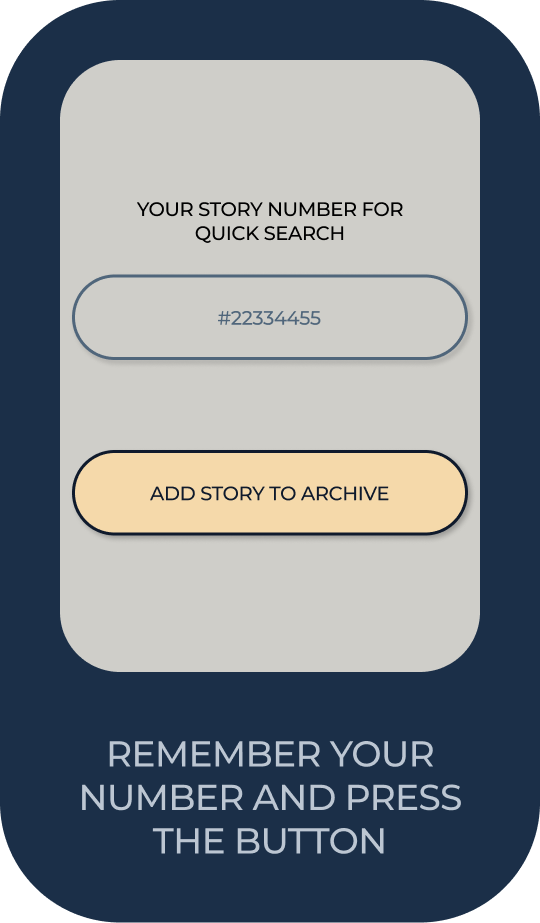 YOUR STORY NUMBER FOR
QUICK SEARCH
#22334455
ADD STORY TO ARCHIVE
REMEMBER YOUR
NUMBER AND PRESS
THE BUTTON